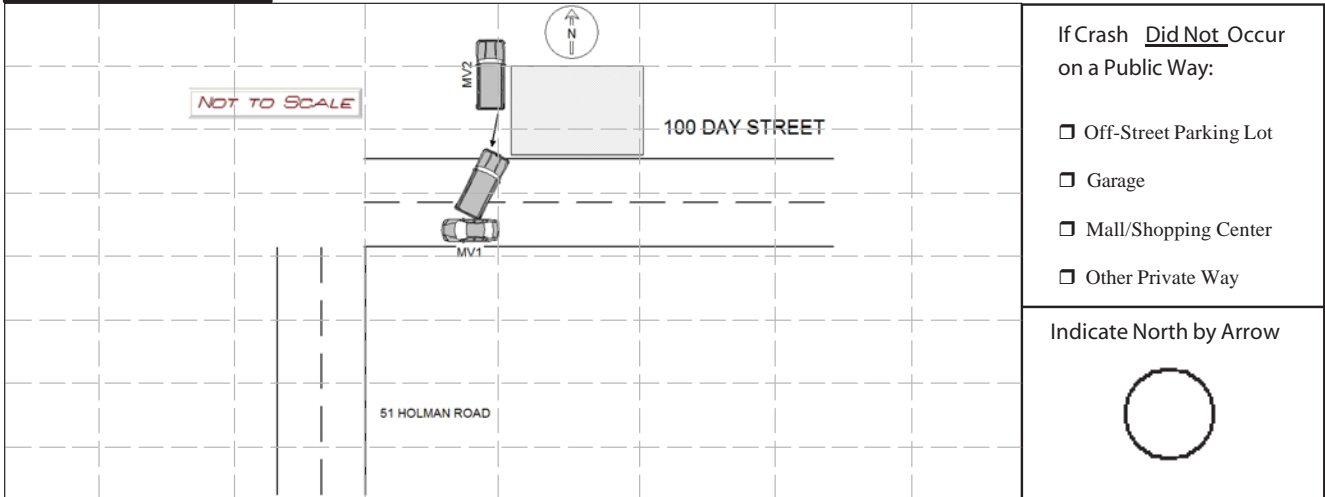 N
MV2
NOT TO SCALE
100 DAY STREET
MV1
51 HOLMAN ROAD
If Crash Did Not Occur
on a Public Way:
Off-Street Parking Lot
Garage
Mall/Shopping Center
Other Private Way
Indicate North by Arrow